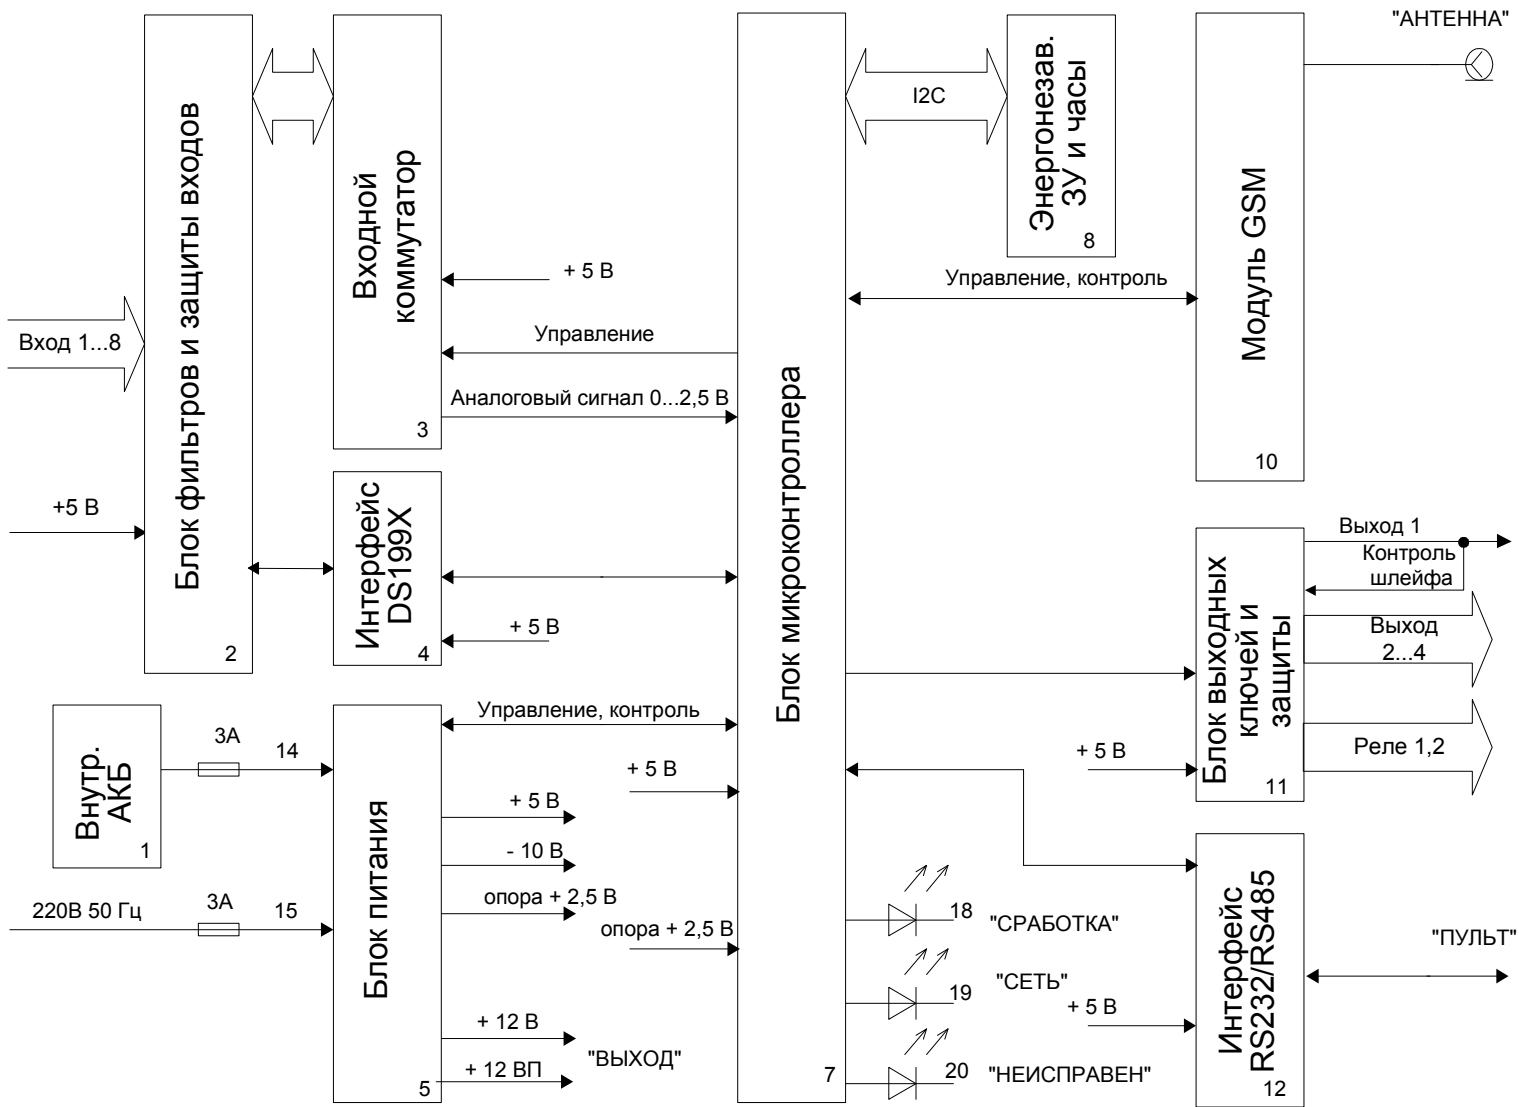 "АНТЕННА"
Блок фильтров и защиты входов
2
Вход 1...8
+5 В
Входной
коммутатор
3
+ 5 В
Управление
Аналоговый сигнал 0...2,5 В
Интерфейс
DS199X
4
+ 5 В
Блок микроконтроллера
7
I2C
Энергонезав.
ЗУ и часы
8
Управление, контроль
Модуль GSM
10
Внутр.
АКБ
1
3А
14
220В 50 Гц
3А
15
Блок питания
5
Управление, контроль
+ 5 В
- 10 В
опора + 2,5 В
+ 12 В
+ 12 ВП
"ВЫХОД"
+ 5 В
опора + 2,5 В
Блок выходных
ключей и
защиты
11
+ 5 В
Выход 1
Контроль
шлейфа
Выход
2...4
Реле 1,2
18
"СРАБОТКА"
19
"СЕТЬ"
20
"НЕИСПРАВЕН"
+ 5 В
Интерфейс
RS232/RS485
12
"ПУЛЬТ"